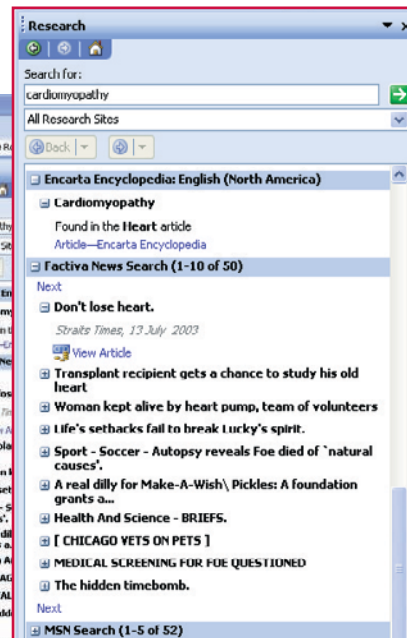 Research
Search for:
cardiomyopathy
All Research Sites
Back
Encarta Encyclopedia: English (North America)
Cardiomyopathy
Found in the Heart article
Article—Encarta Encyclopedia
Factiva News Search (1-10 of 50)
Next
Don't lose heart.
Straits Times, 13 July 2003
View Article
Transplant recipient gets a chance to study his old
heart
Woman kept alive by heart pump, team of volunteers
Life's setbacks fail to break Lucky's spirit.
Sport - Soccer - Autopsy reveals Foe died of `natural
causes'.
A real dilly for Make-A-Wish\ Pickles: A foundation
grants a...
Health And Science - BRIEFS.
[ CHICAGO VETS ON PETS ]
MEDICAL SCREENING FOR FOE QUESTIONED
The hidden timebomb.
Next
MSN Search (1-5 of 52)